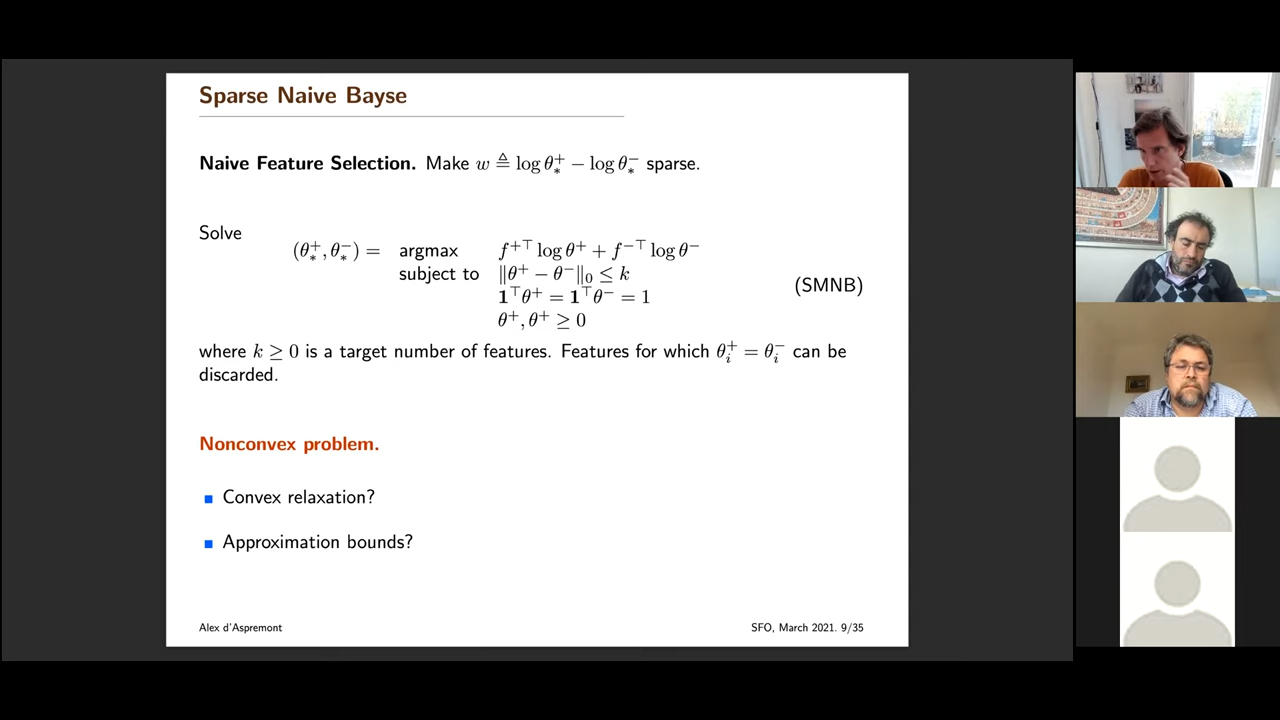 Sparse Naive Bayse
Naive Feature Selection. Make w ≜ log θ⁺_* − log θ⁻_* sparse.
Solve
(θ⁺_*, θ⁻_*) = argmax f⁺ᵀ log θ⁺ + f⁻ᵀ log θ⁻
subject to ‖θ⁺ − θ⁻‖₀ ≤ k
1ᵀθ⁺ = 1ᵀθ⁻ = 1
θ⁺, θ⁺ ≥ 0
(SMNB)
where k ≥ 0 is a target number of features. Features for which θ⁺_i = θ⁻_i can be
discarded.
Nonconvex problem.
Convex relaxation?
Approximation bounds?
Alex d'Aspremont
SFO, March 2021. 9/35